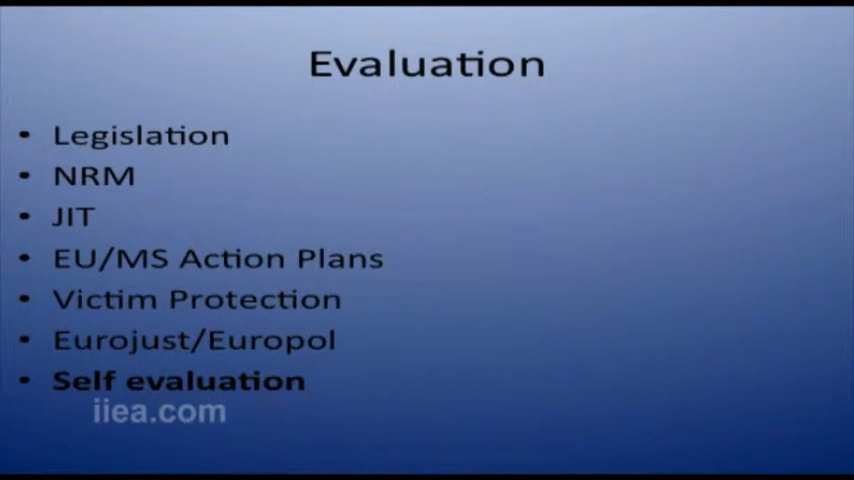 Evaluation
• Legislation
• NRM
• JIT
• EU/MS Action Plans
• Victim Protection
• Eurojust/Europol
• Self evaluation
iiea.com